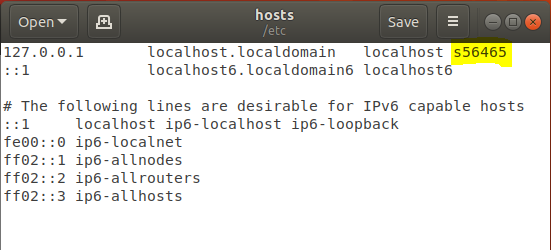 Open
hosts
/etc
Save
127.0.0.1 localhost.localdomain localhost s56465
::1 localhost6.localdomain6 localhost6
# The following lines are desirable for IPv6 capable hosts
::1 localhost ip6-localhost ip6-loopback
fe00::0 ip6-localnet
ff02::1 ip6-allnodes
ff02::2 ip6-allrouters
ff02::3 ip6-allhosts